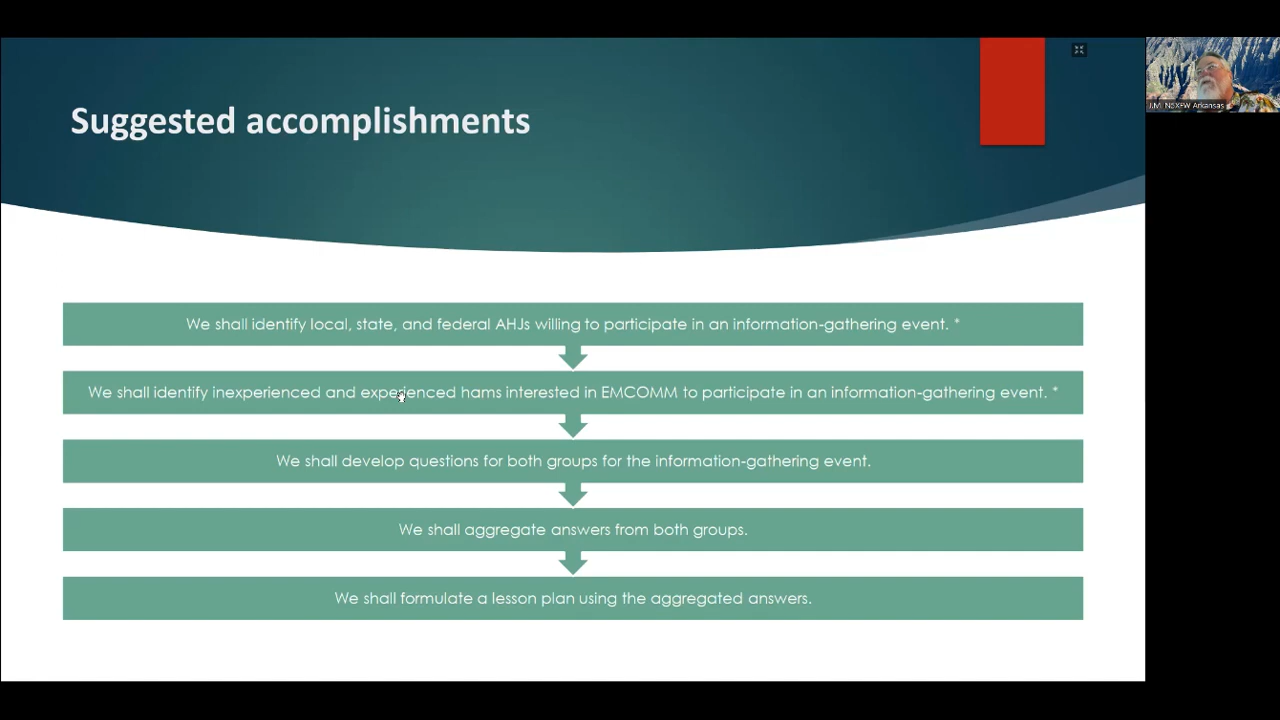 Suggested accomplishments
We shall identify local, state, and federal AHJs willing to participate in an information-gathering event. *
We shall identify inexperienced and experienced hams interested in EMCOMM to participate in an information-gathering event. *
We shall develop questions for both groups for the information-gathering event.
We shall aggregate answers from both groups.
We shall formulate a lesson plan using the aggregated answers.
Arkansas